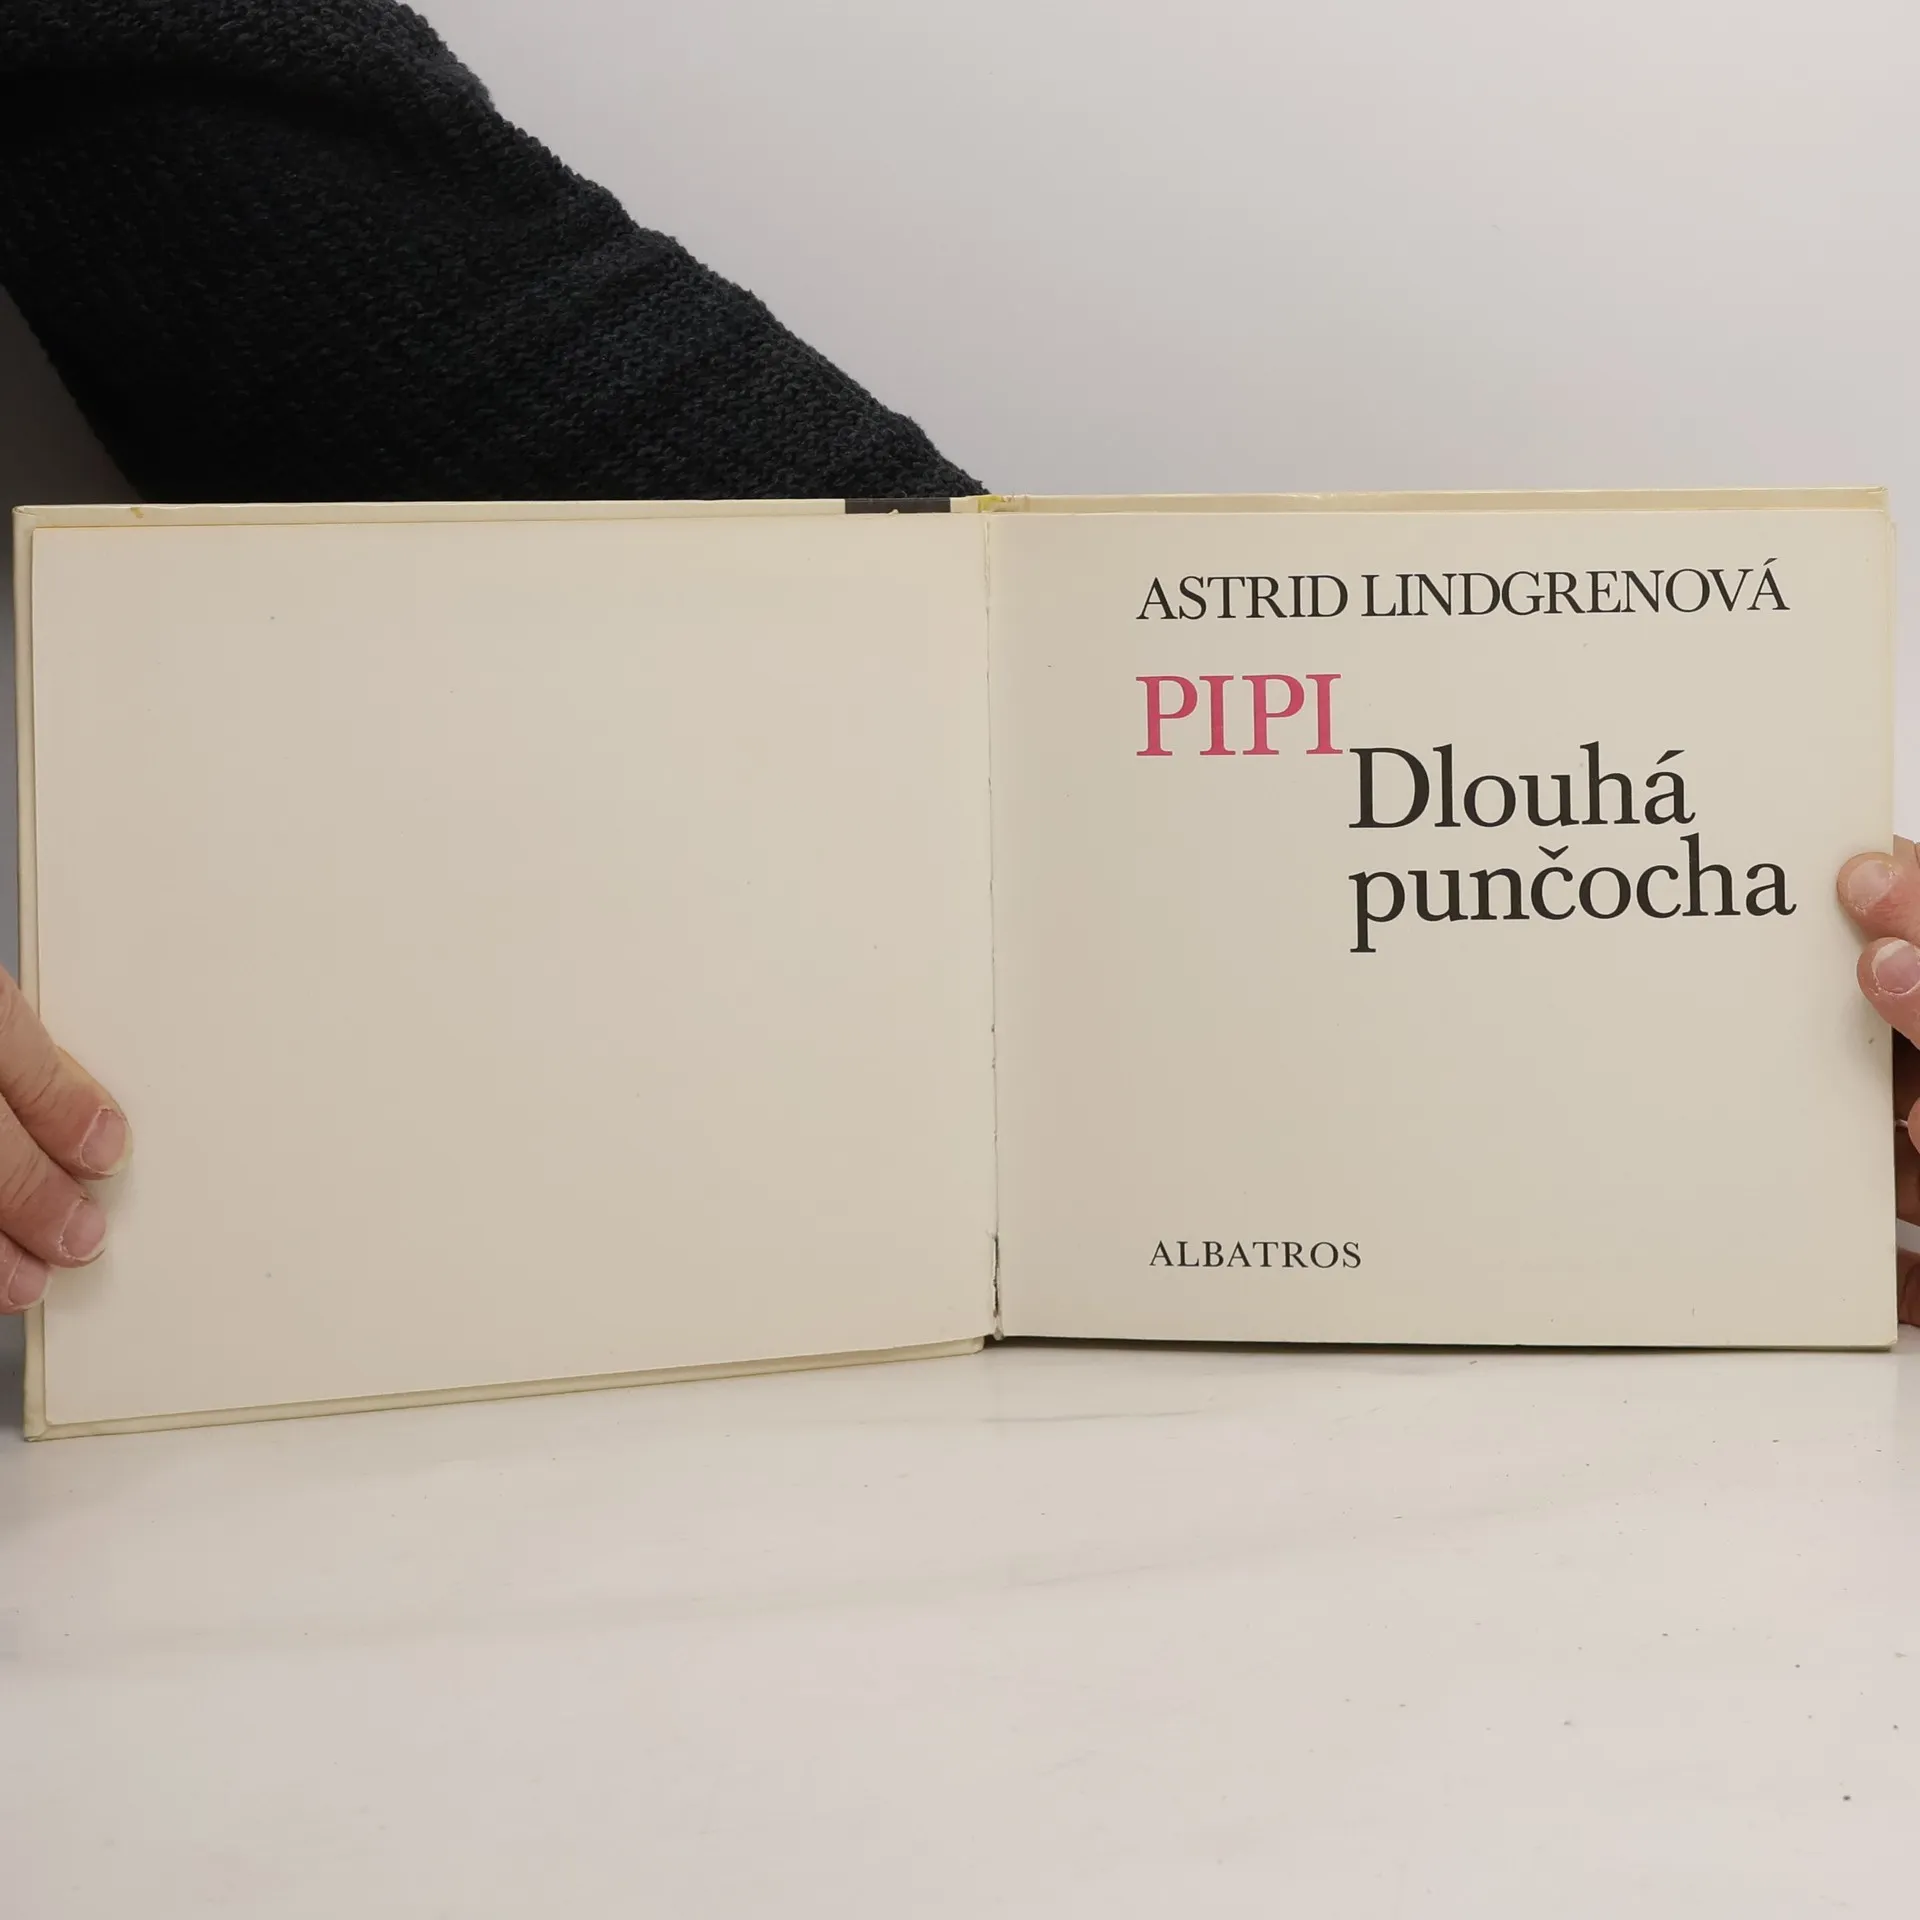 ASTRID LINDGRENOVÁ
PIPI
Dlouhá
punčocha
ALBATROS